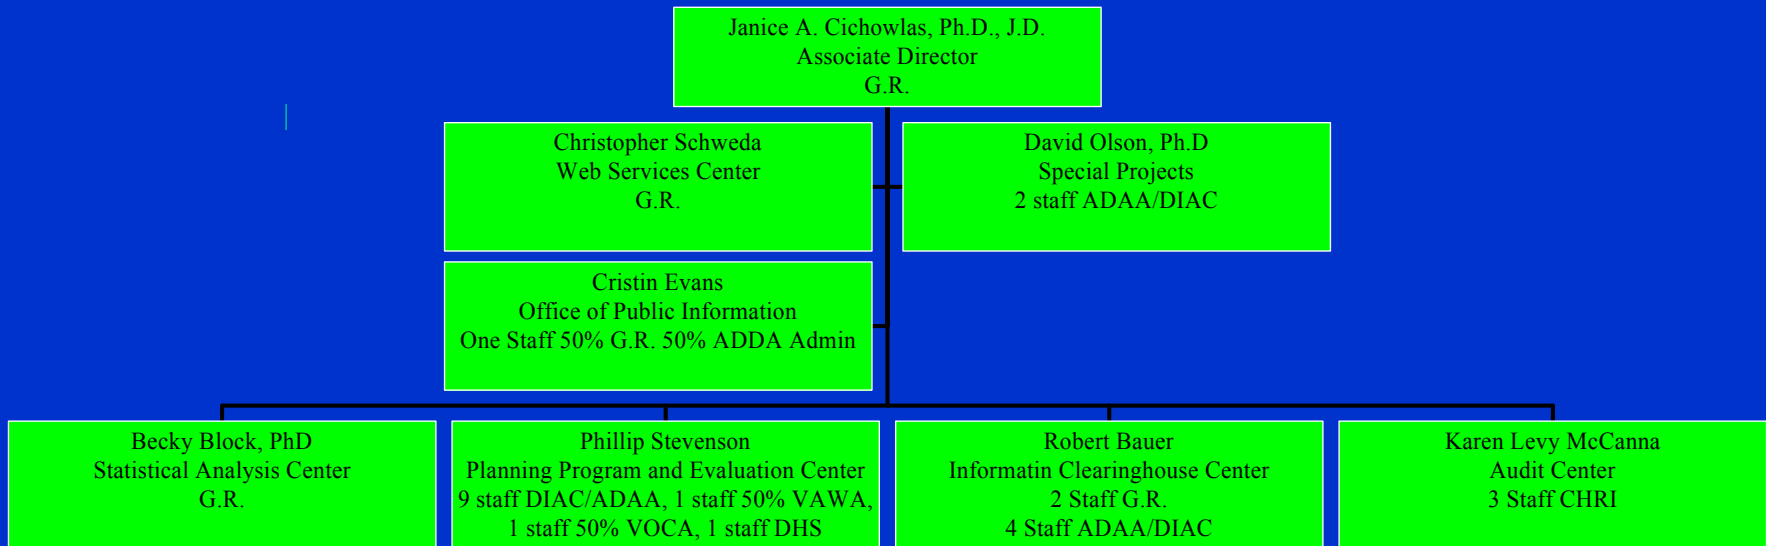 Janice A. Cichowlas, Ph.D., J.D.
Associate Director
G.R.
Christopher Schweda
Web Services Center
G.R.
David Olson, Ph.D
Special Projects
2 staff ADAA/DIAC
Cristin Evans
Office of Public Information
One Staff 50% G.R. 50% ADDA Admin
Becky Block, PhD
Statistical Analysis Center
G.R.
Phillip Stevenson
Planning Program and Evaluation Center
9 staff DIAC/ADAA, 1 staff 50% VAWA,
1 staff 50% VOCA, 1 staff DHS
Robert Bauer
Informatin Clearinghouse Center
2 Staff G.R.
4 Staff ADAA/DIAC
Karen Levy McCanna
Audit Center
3 Staff CHRI